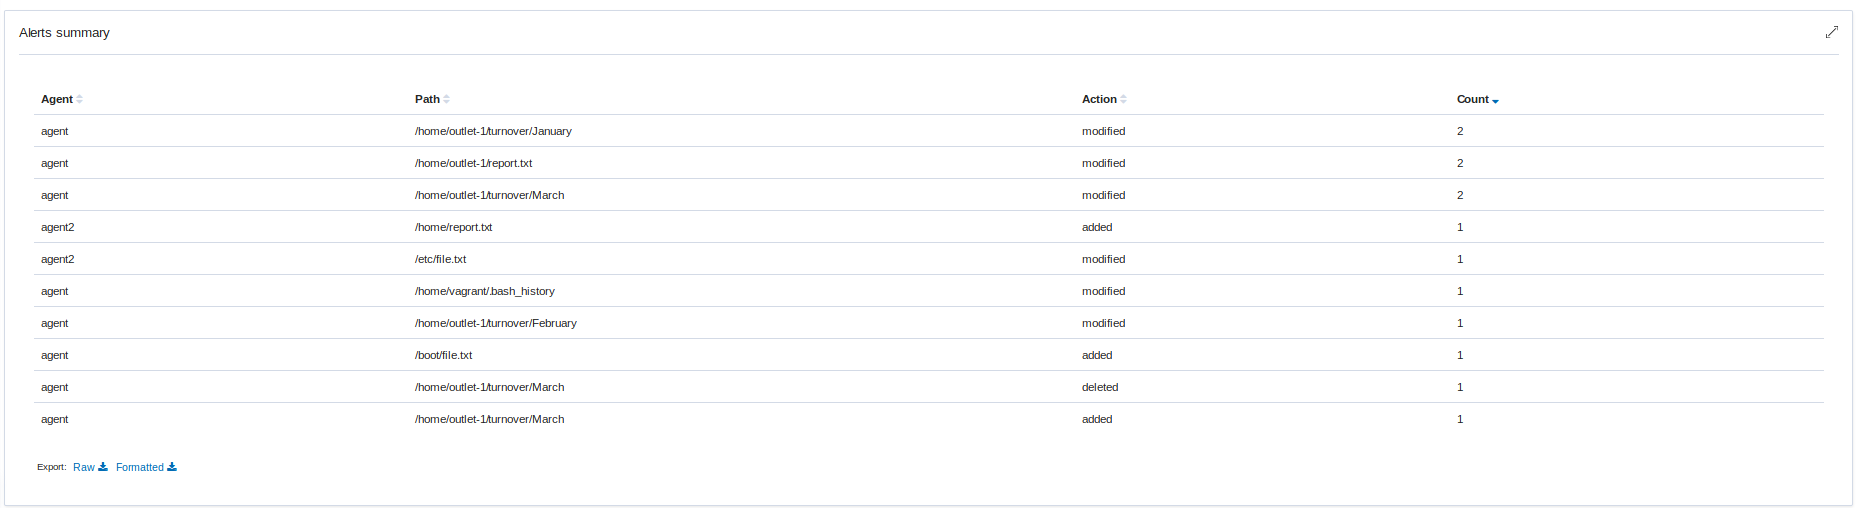 Alerts summary
Agent Path Action Count
agent /home/outlet-1/turnover/January modified 2
agent /home/outlet-1/report.txt modified 2
agent /home/outlet-1/turnover/March modified 2
agent2 /home/report.txt added 1
agent2 /etc/file.txt modified 1
agent /home/vagrant/.bash_history modified 1
agent /home/outlet-1/turnover/February modified 1
agent /boot/file.txt added 1
agent /home/outlet-1/turnover/March deleted 1
agent /home/outlet-1/turnover/March added 1
Export: Raw Formatted